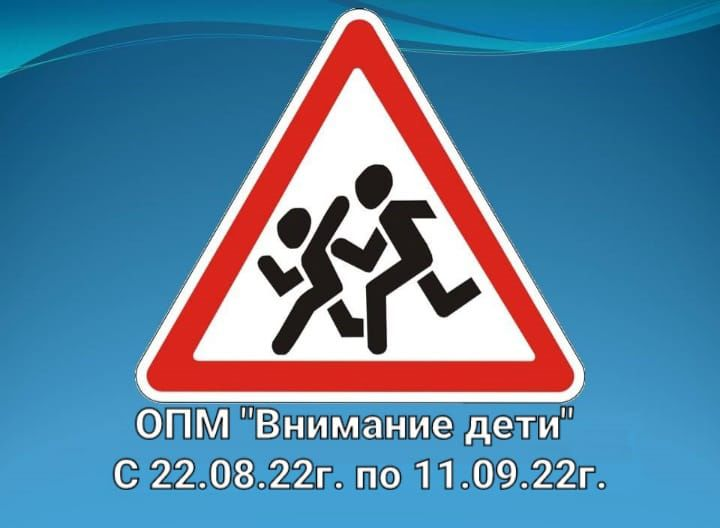 ОПМ "Внимание дети"
С 22.08.22г. по 11.09.22г.